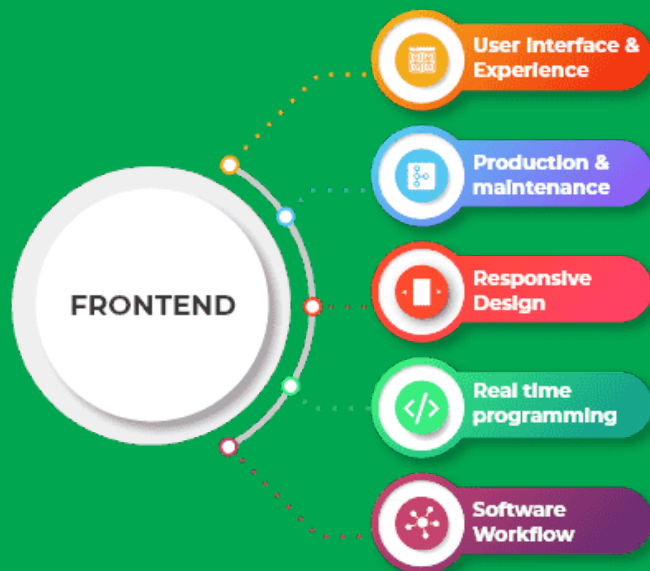 User Interface &
Experience
Production &
maintenance
FRONTEND
Responsive
Design
Real time
programming
Software
Workflow